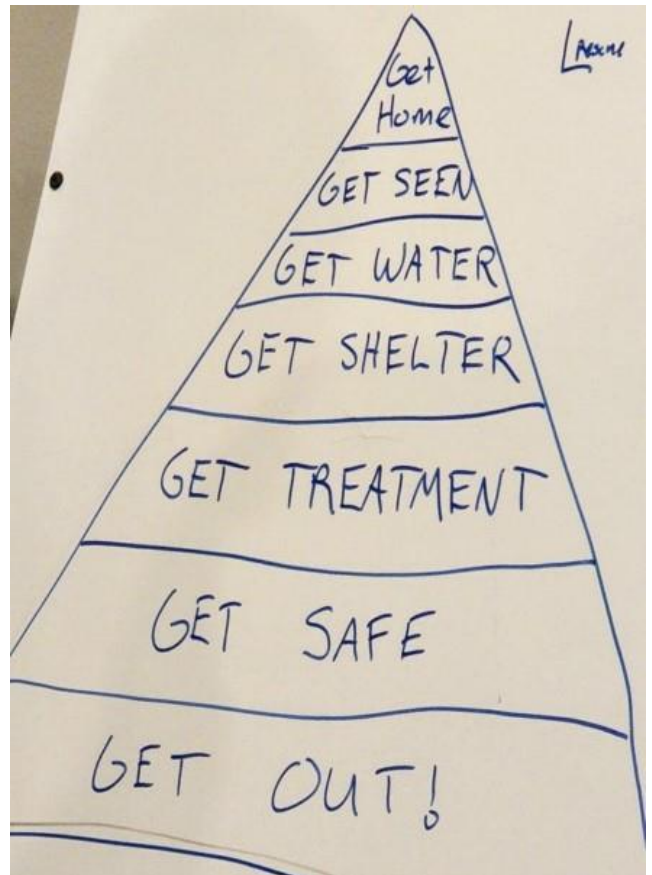 Get
Home
GET SEEN
GET WATER
GET SHELTER
GET TREATMENT
GET SAFE
GET OUT!